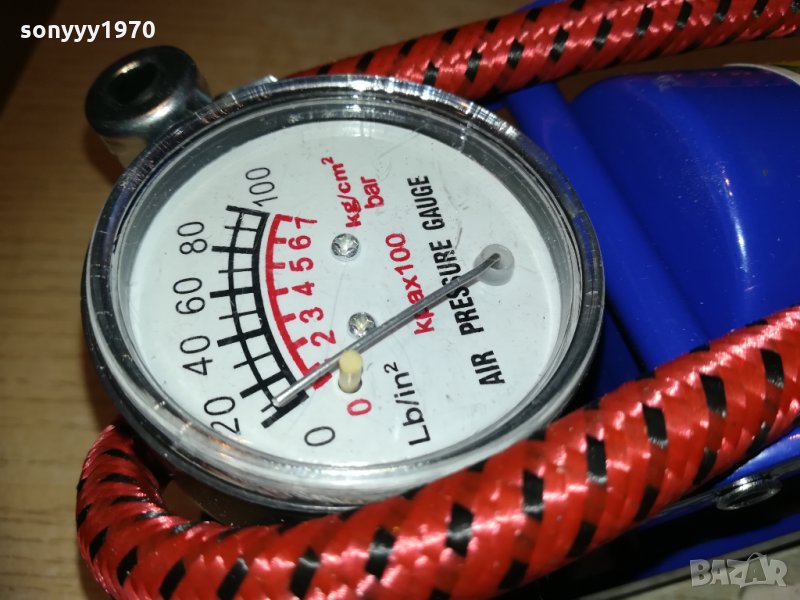 sonyyy1970
100
80
60
40
20
0
7
6
5
4
3
2
0
kg/cm²
bar
kPax100
Lb/in²
AIR PRESSURE GAUGE
BAZAR